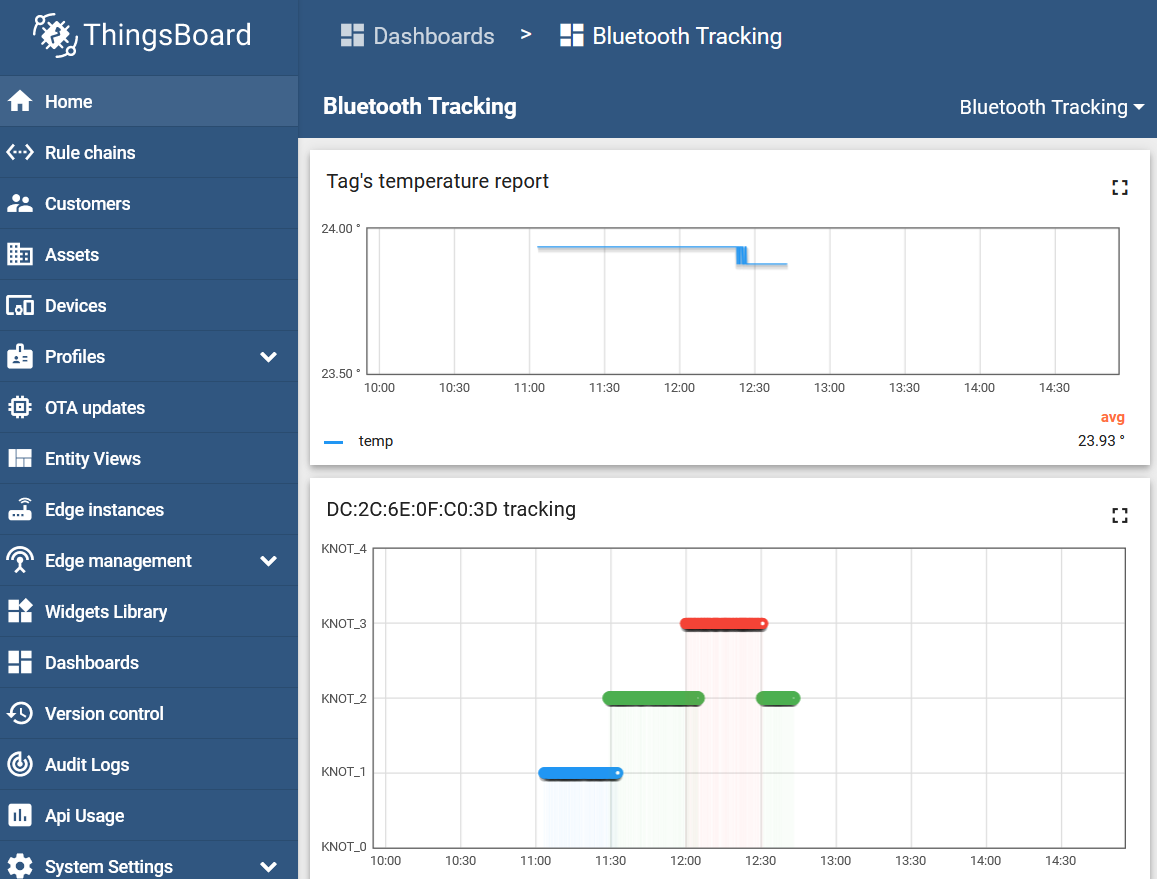 ThingsBoard
Dashboards > Bluetooth Tracking
Home
Rule chains
Customers
Assets
Devices
Profiles
OTA updates
Entity Views
Edge instances
Edge management
Widgets Library
Dashboards
Version control
Audit Logs
Api Usage
System Settings
Bluetooth Tracking
Bluetooth Tracking
Tag's temperature report
24.00 °
23.50 °
10:00 10:30 11:00 11:30 12:00 12:30 13:00 13:30 14:00 14:30
avg
temp 23.93 °
DC:2C:6E:0F:C0:3D tracking
KNOT_4
KNOT_3
KNOT_2
KNOT_1
KNOT_0
10:00 10:30 11:00 11:30 12:00 12:30 13:00 13:30 14:00 14:30